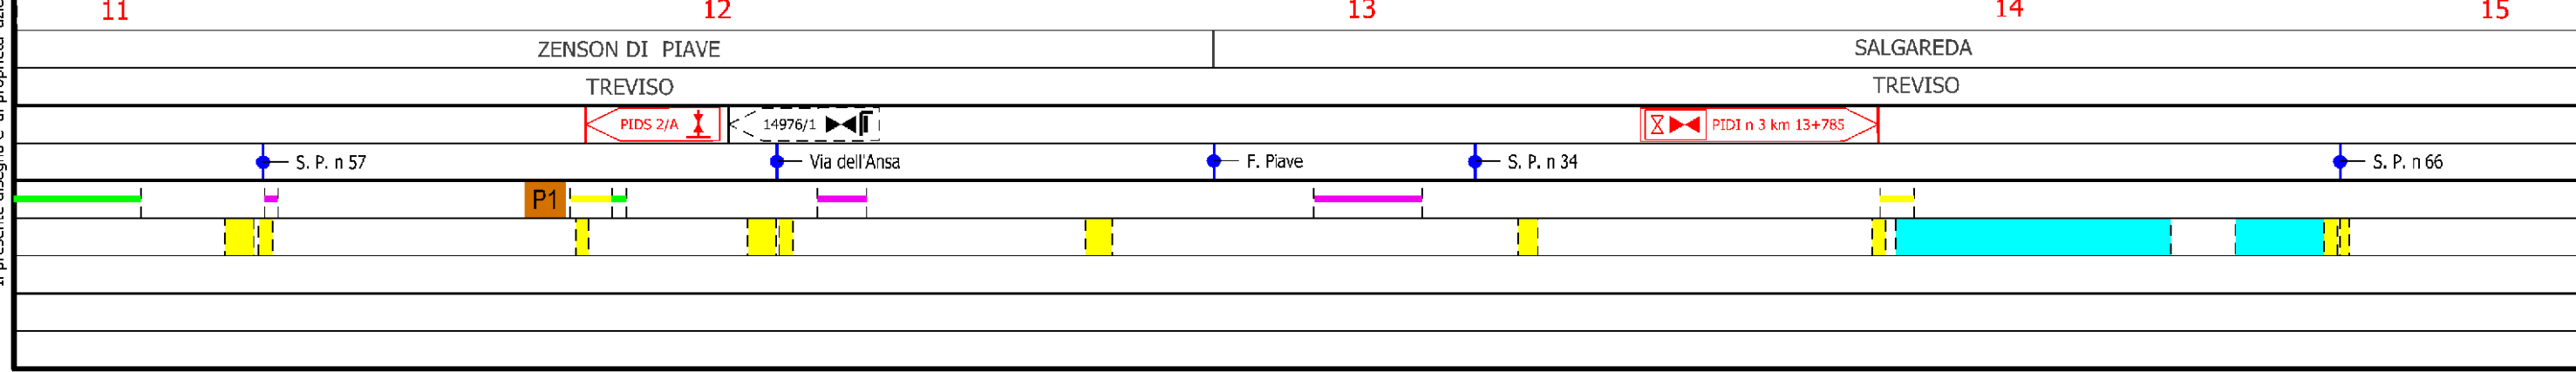 11 12 13 14 15
ZENSON DI PIAVE SALGAREDA
TREVISO TREVISO
PIDS 2/A 14976/1 PIDI n 3 km 13+785
S. P. n 57 Via dell'Ansa F. Piave S. P. n 34 S. P. n 66
P1